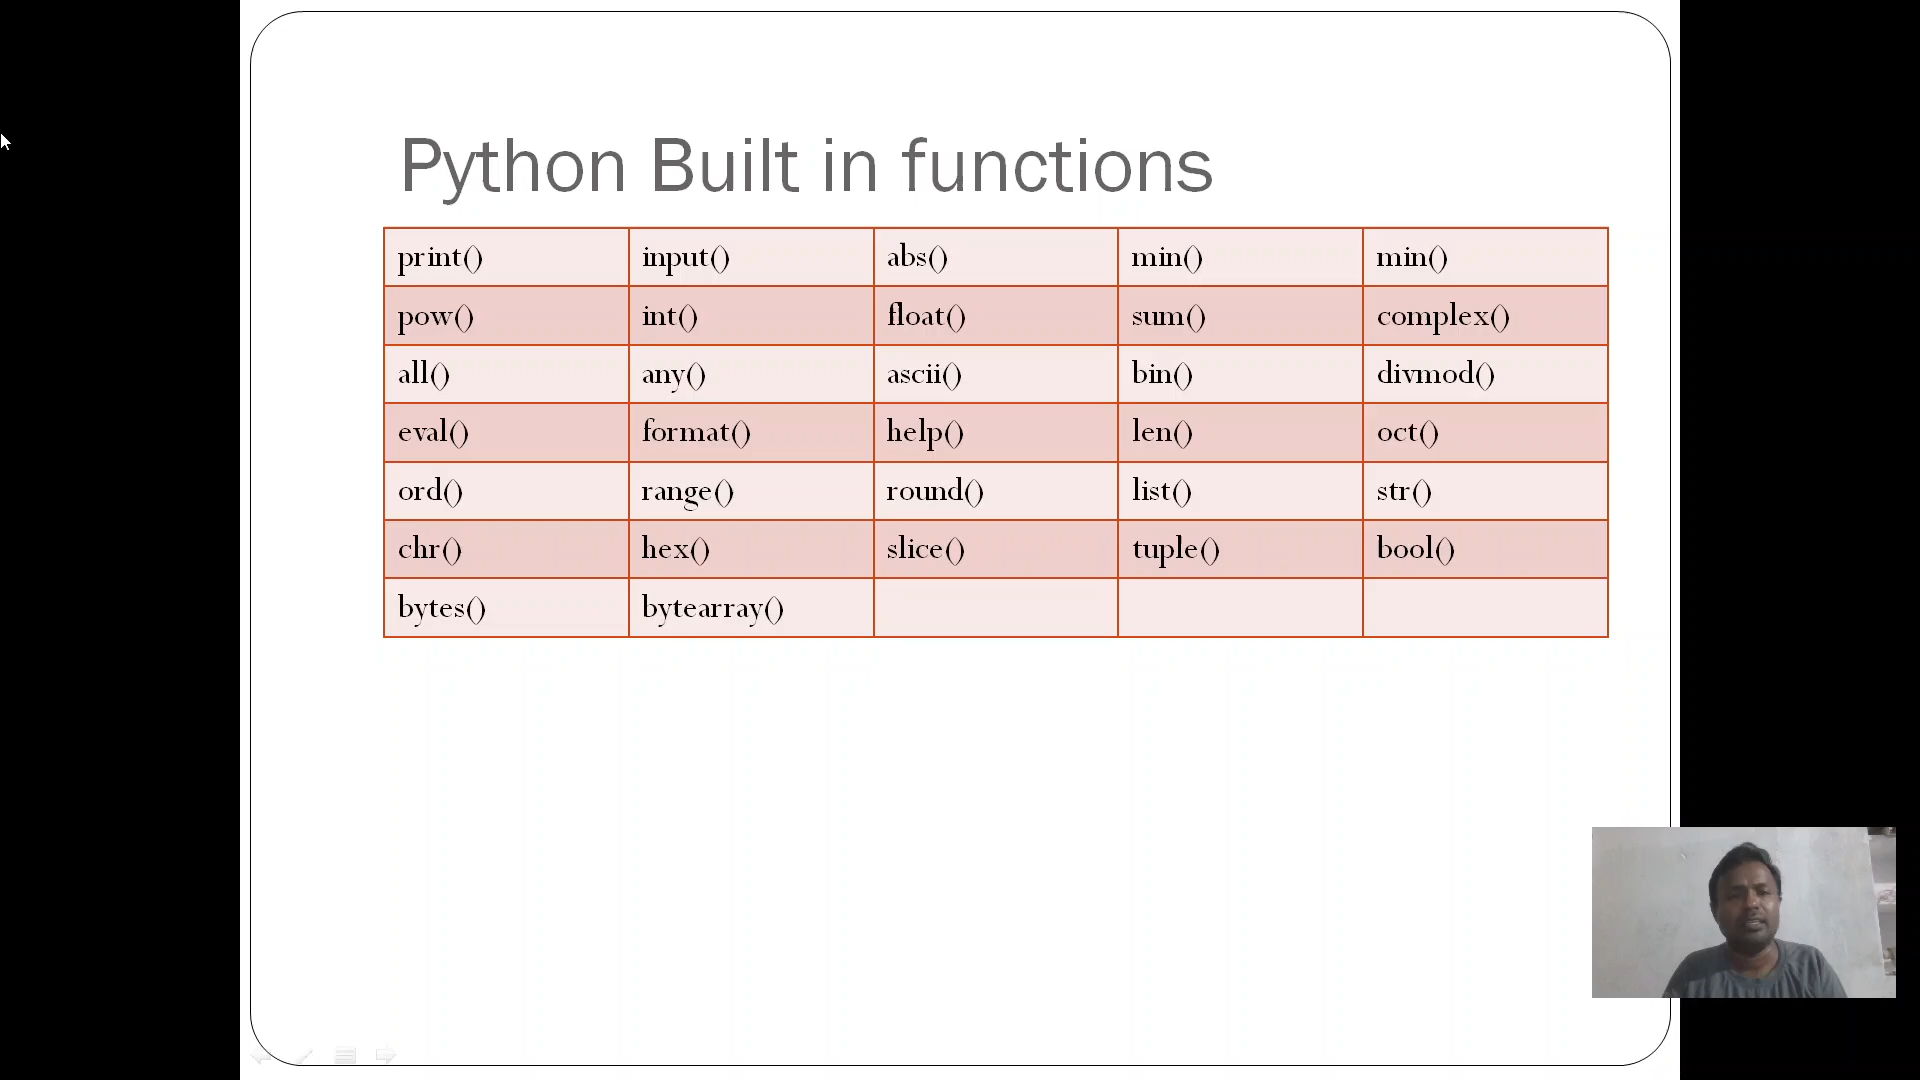 Python Built in functions
print() input() abs() min() min()
pow() int() float() sum() complex()
all() any() ascii() bin() divmod()
eval() format() help() len() oct()
ord() range() round() list() str()
chr() hex() slice() tuple() bool()
bytes() bytearray()